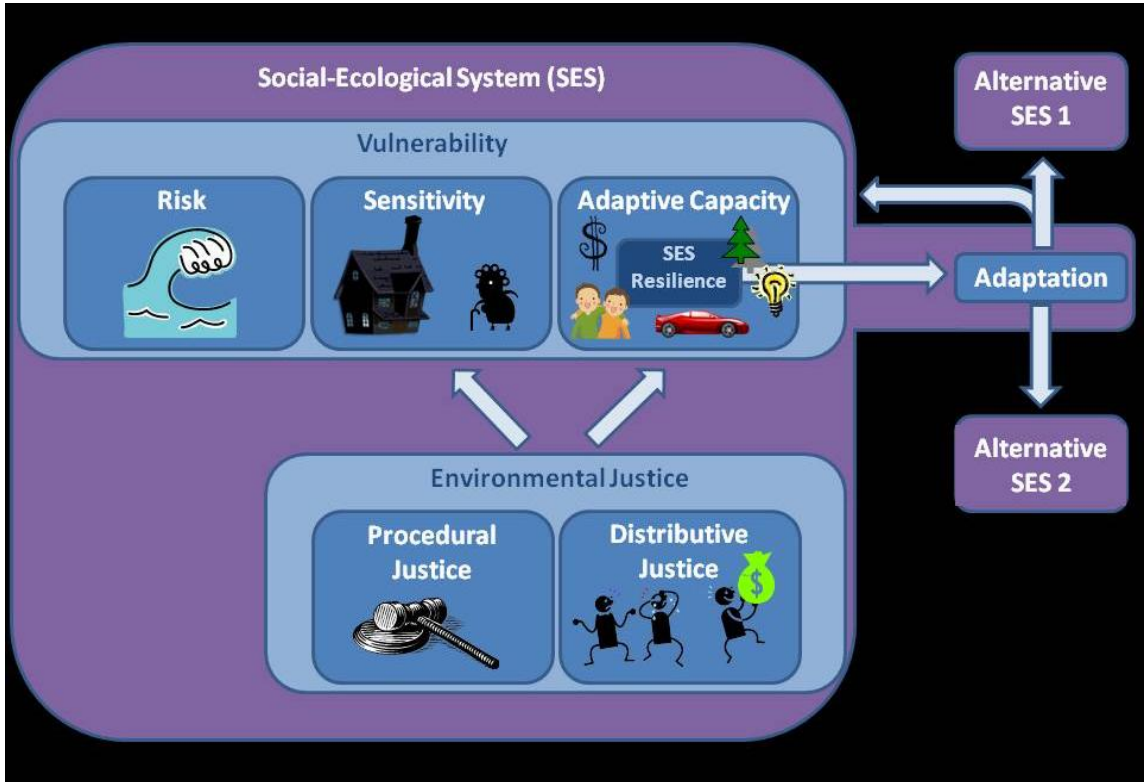 Social-Ecological System (SES)
Vulnerability
Risk
Sensitivity
Adaptive Capacity
$
SES
Resilience
Environmental Justice
Procedural
Justice
Distributive
Justice
$
Alternative
SES 1
Adaptation
Alternative
SES 2